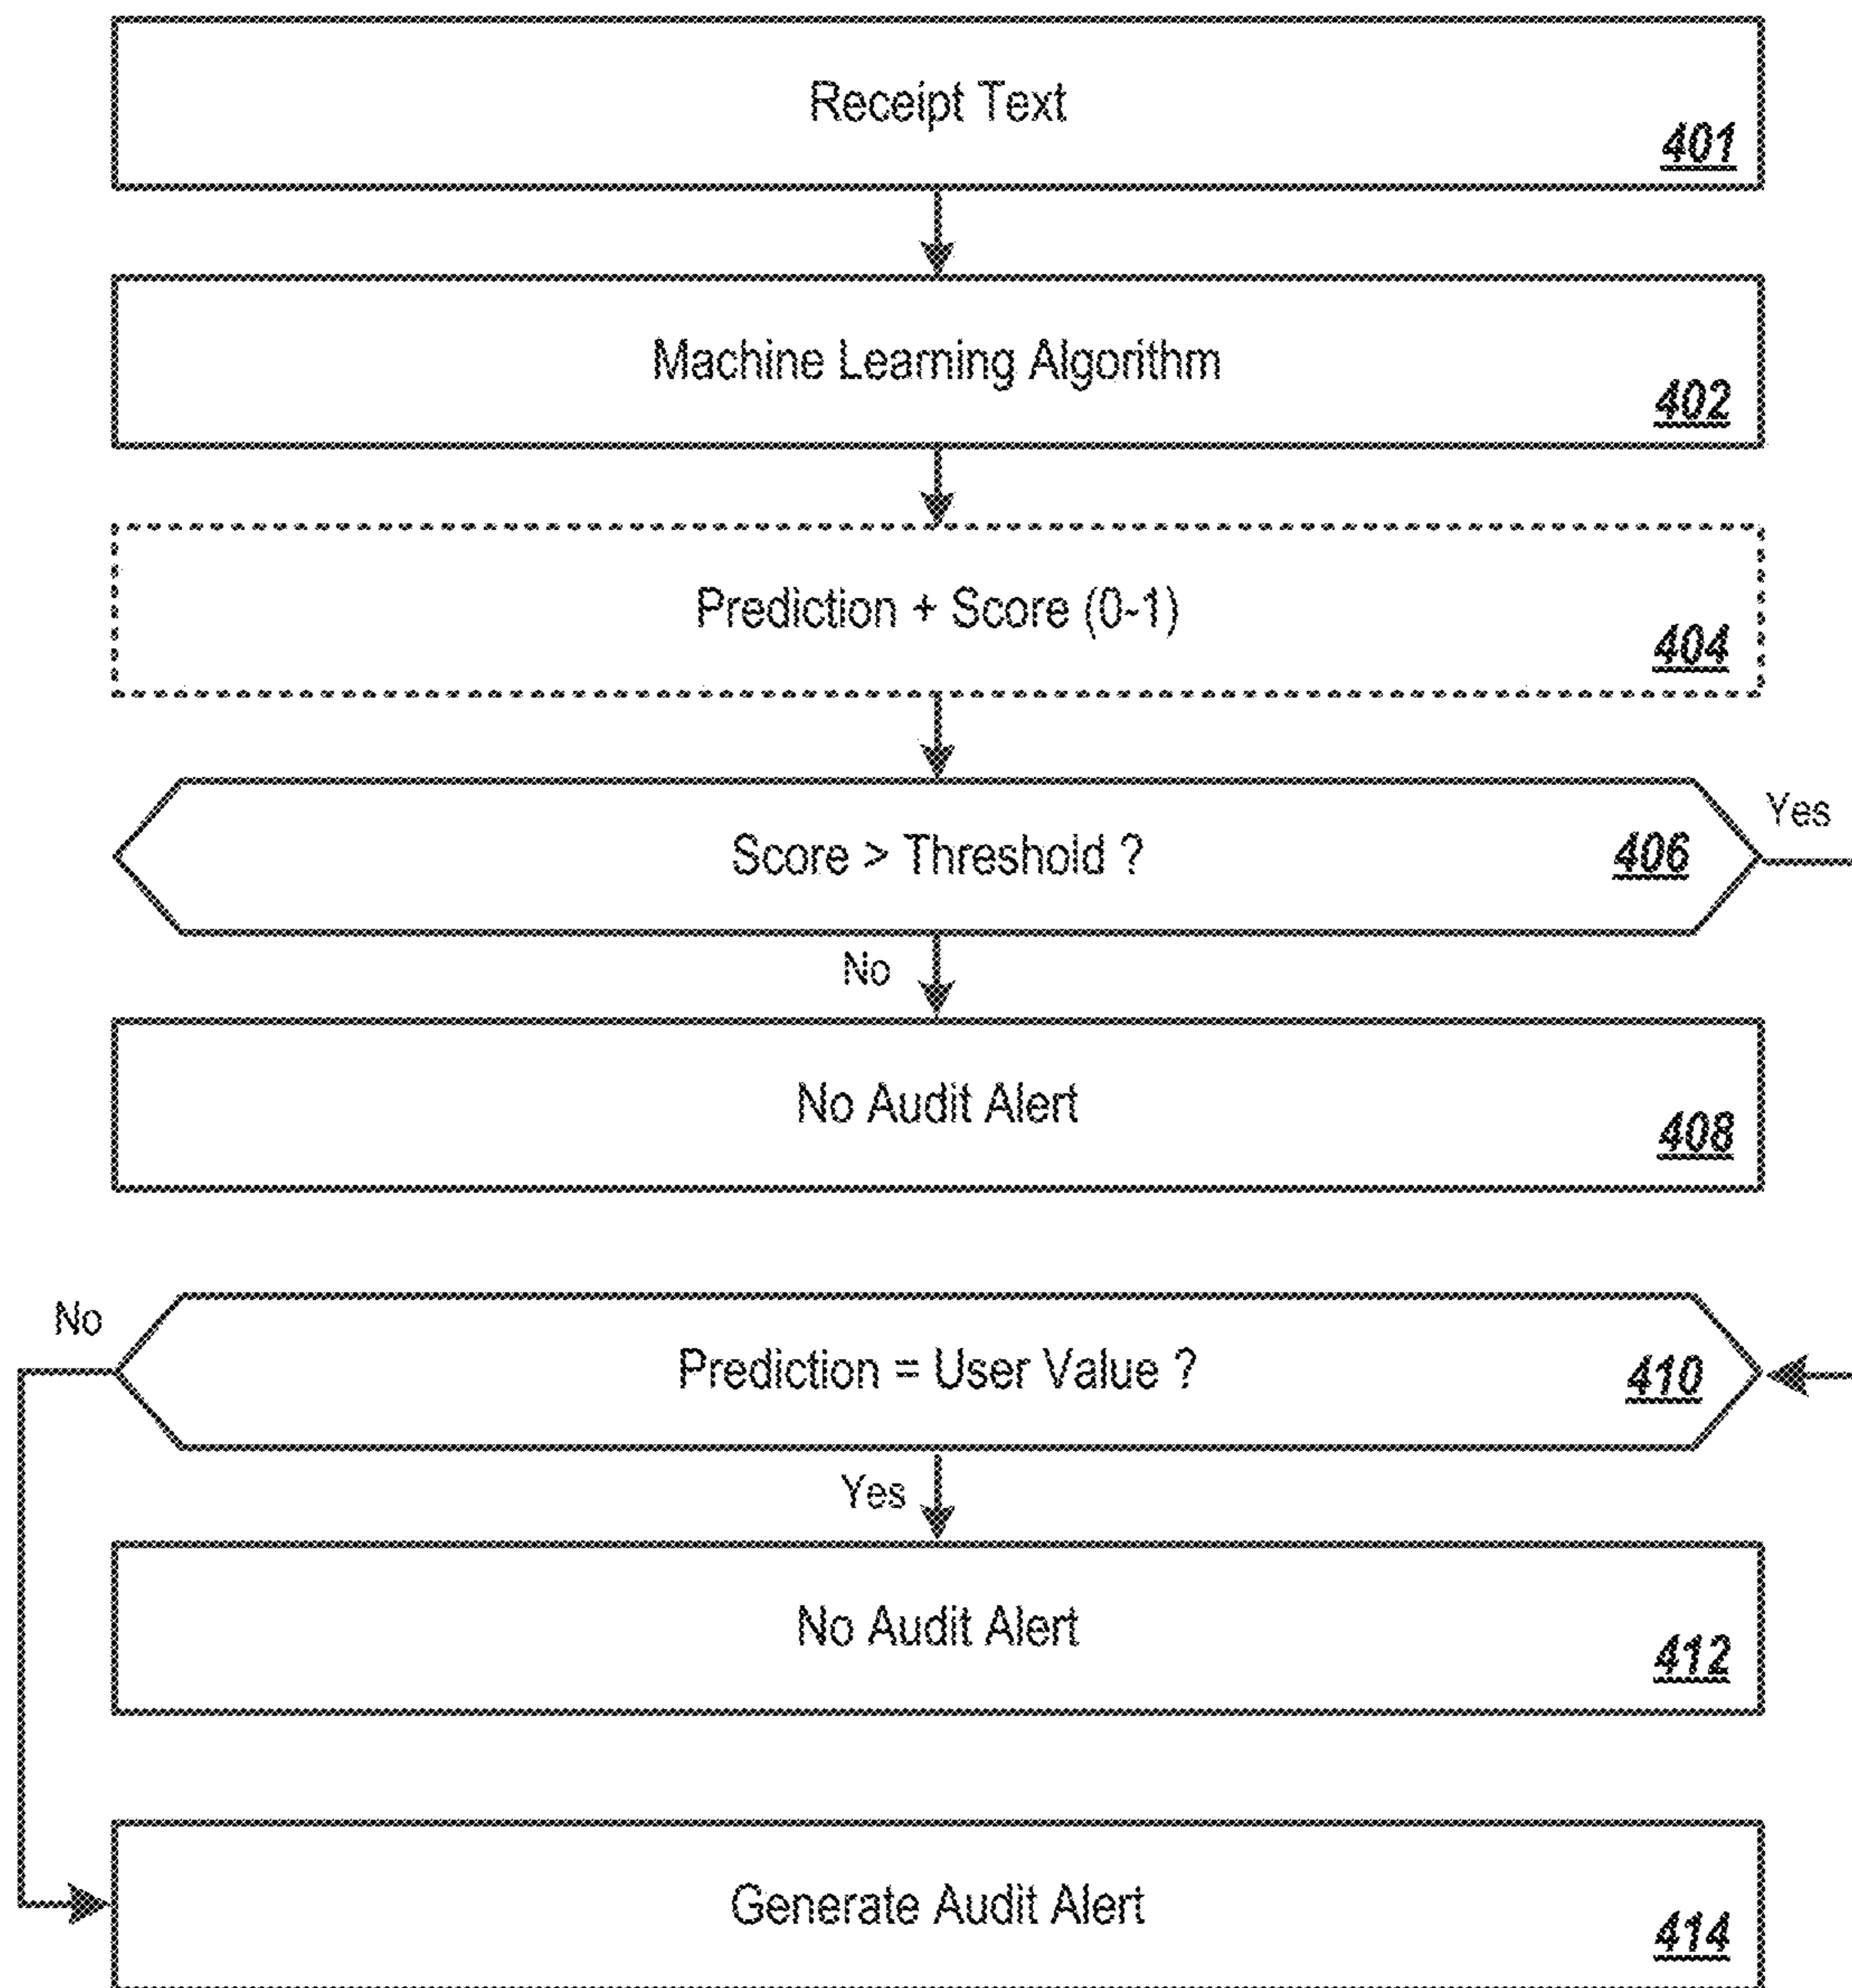 Receipt Text
401
Machine Learning Algorithm
402
Prediction + Score (0-1)
404
Score > Threshold ?
406
Yes
No
No Audit Alert
408
No
Prediction = User Value ?
410
Yes
No Audit Alert
412
Generate Audit Alert
414